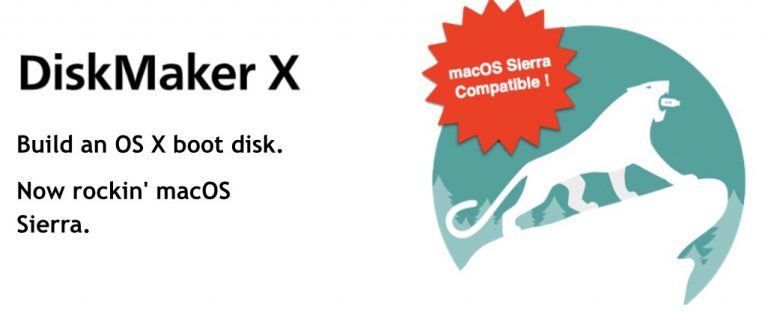 DiskMaker X
Build an OS X boot disk.
Now rockin' macOS
Sierra.
macOS Sierra
Compatible !